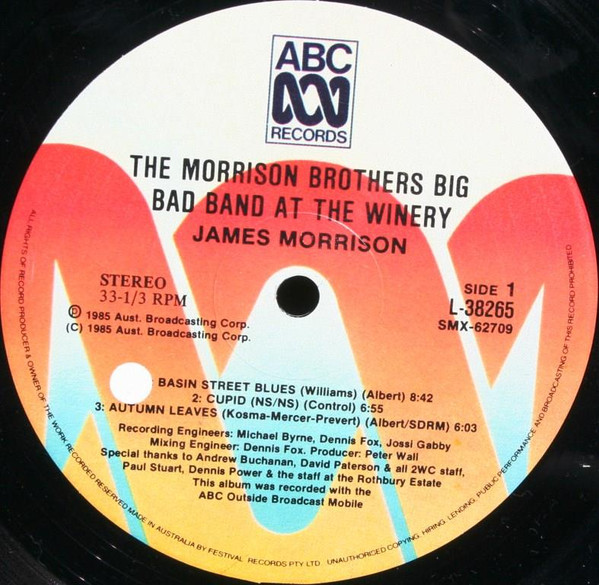 ABC
RECORDS
THE MORRISON BROTHERS BIG
BAD BAND AT THE WINERY
JAMES MORRISON
STEREO
33-1/3 RPM
Ⓟ 1985 Aust. Broadcasting Corp.
(C) 1985 Aust. Broadcasting Corp.
SIDE 1
L-38265
SMX-62709
BASIN STREET BLUES (Williams) (Albert) 8:42
2: CUPID (NS/NS) (Control) 6:55
3: AUTUMN LEAVES (Kosma-Mercer-Prevert) (Albert/SDRM) 6:03
Recording Engineers: Michael Byrne, Dennis Fox, Jossi Gabby
Mixing Engineer: Dennis Fox. Producer: Peter Wall
Special thanks to Andrew Buchanan, David Paterson & all 2WC staff,
Paul Stuart, Dennis Power & the staff at the Rothbury Estate
This album was recorded with the
ABC Outside Broadcast Mobile
ALL RIGHTS OF RECORD PRODUCER & OWNER OF THE WORK RECORDED RESERVED MADE IN AUSTRALIA BY FESTIVAL RECORDS PTY LTD. UNAUTHORISED COPYING, HIRING, LENDING, PUBLIC PERFORMANCE AND BROADCASTING OF THIS RECORD PROHIBITED